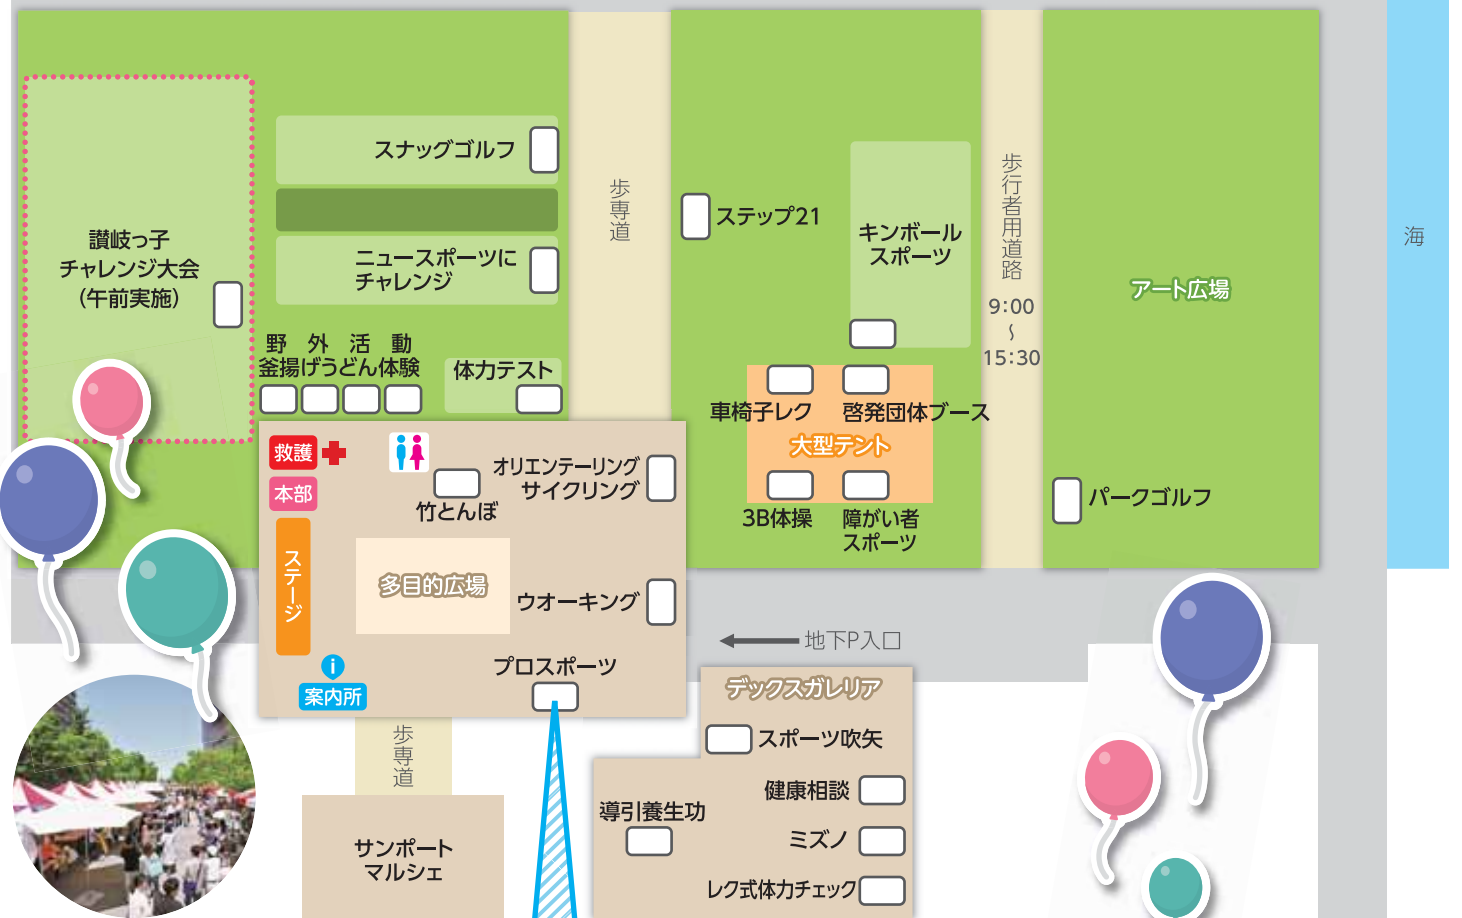 スナッグゴルフ
讃岐っ子
チャレンジ大会
（午前実施）
ニュースポーツに
チャレンジ
野外活動
釜揚げうどん体験
体力テスト
歩専道
ステップ21
キンボール
スポーツ
歩行者用道路
9:00
〜
15:30
アート広場
海
車椅子レク
啓発団体ブース
大型テント
3B体操
障がい者
スポーツ
パークゴルフ
救護
本部
ステージ
竹とんぼ
オリエンテーリング
サイクリング
多目的広場
ウオーキング
プロスポーツ
i
案内所
地下P入口
歩専道
サンポート
マルシェ
デックスガレリア
スポーツ吹矢
健康相談
導引養生功
ミズノ
レク式体力チェック